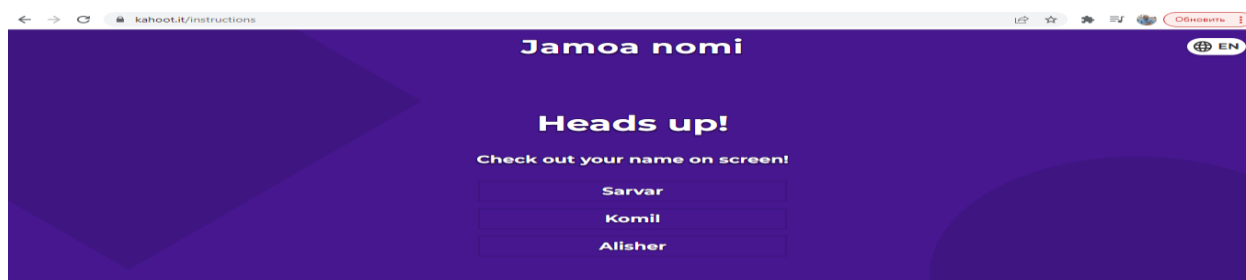 kahoot.it/instructions
Обновить
Jamoa nomi
EN
Heads up!
Check out your name on screen!
Sarvar
Komil
Alisher